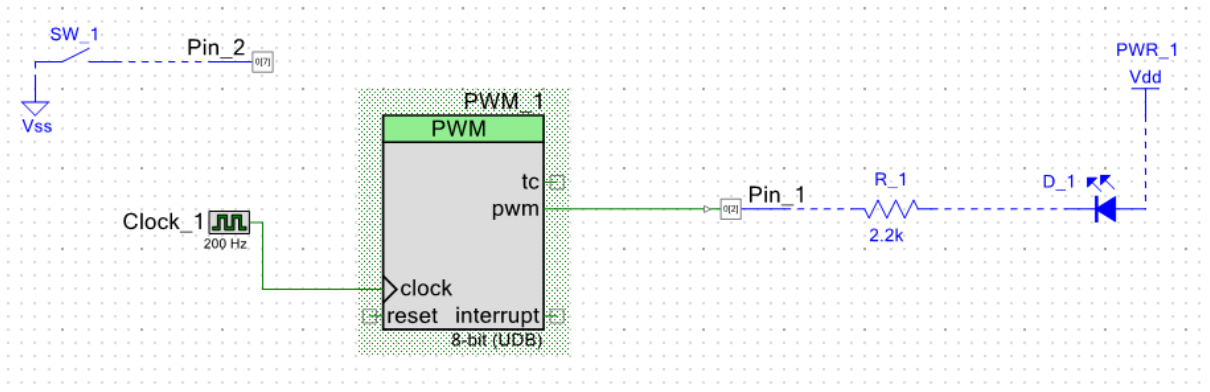 SW_1
Pin_2
0[7]
Vss
PWM_1
PWM
tc
pwm
Clock_1
200 Hz
clock
reset
interrupt
8-bit (UDB)
0[2]
Pin_1
R_1
2.2k
D_1
PWR_1
Vdd